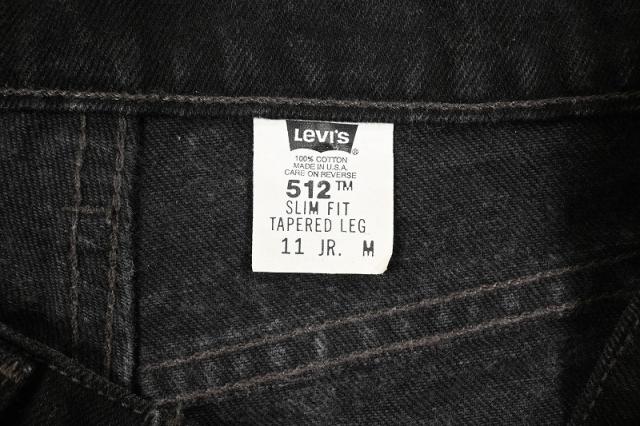 LEVI'S
®
100% COTTON
MADE IN U.S.A.
CARE ON REVERSE
512™
SLIM FIT
TAPERED LEG
11 JR. M